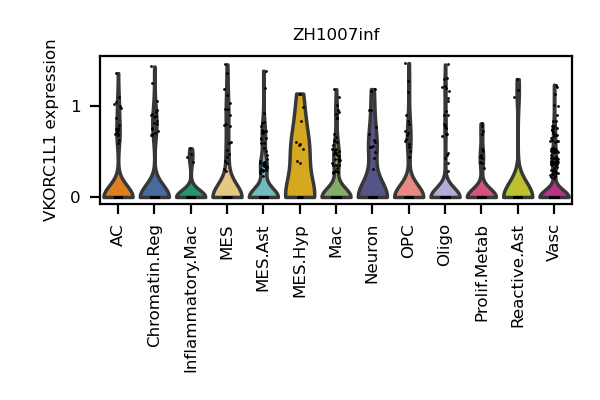 ZH1007inf
VKORC1L1 expression
1
0
AC
Chromatin.Reg
Inflammatory.Mac
MES
MES.Ast
MES.Hyp
Mac
Neuron
OPC
Oligo
Prolif.Metab
Reactive.Ast
Vasc